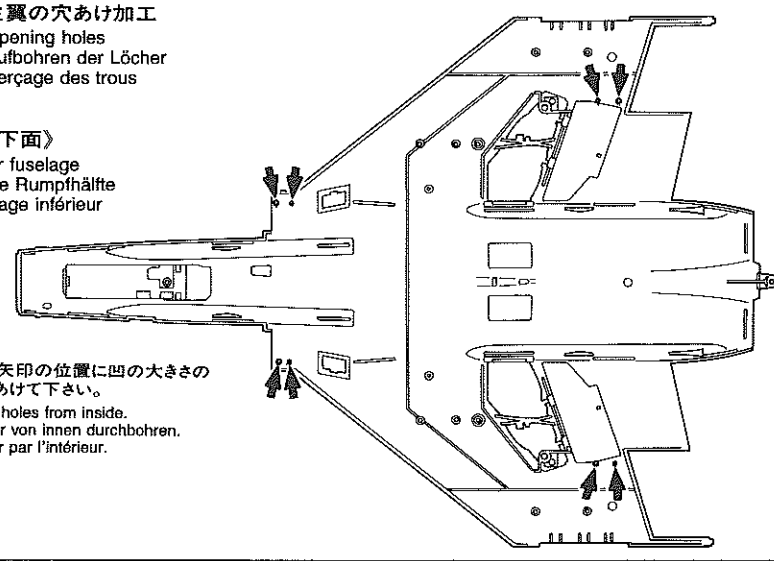 翼の穴あけ加工
pening holes
ufbohren der Löcher
erçage des trous
下面》
r fuselage
e Rumpfhälfte
age inférieur
矢印の位置に凹の大きさの
あけて下さい。
holes from inside.
r von innen durchbohren.
r par l'intérieur.